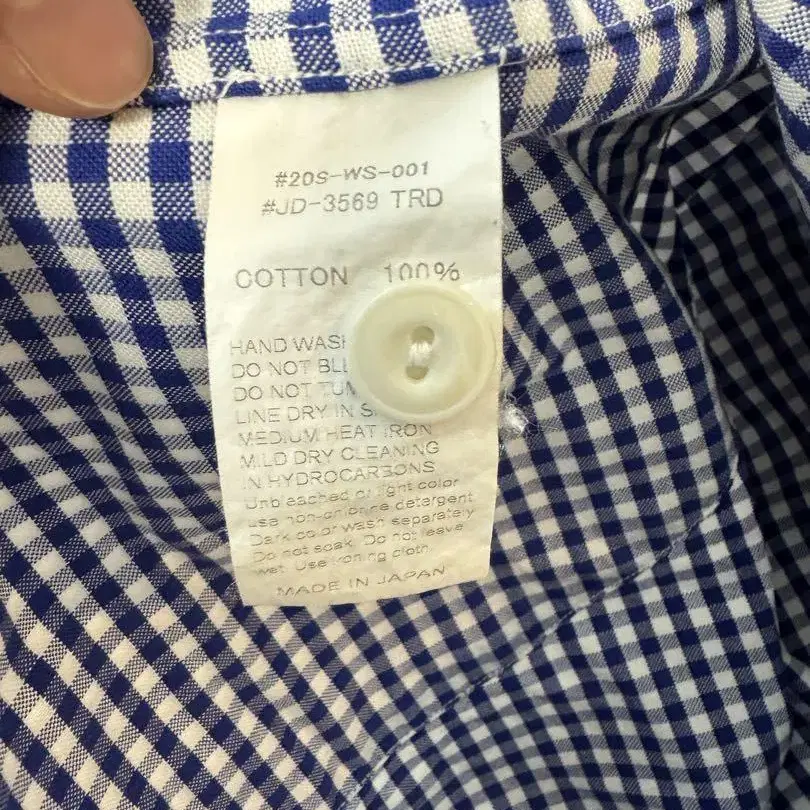 #20S-WS-001
#JD-3569 TRD
COTTON 100%
HAND WASH
DO NOT
DO NOT
LINE DRY IN
MEDIUM HEAT IRON
MILD DRY CLEANING
IN HYDROCARBONS
Unbleached or light color
use non-chlorine detergent
Dark color wash separately
Do not soak. Do not leave
wet. Use ironing cloth
MADE IN JAPAN